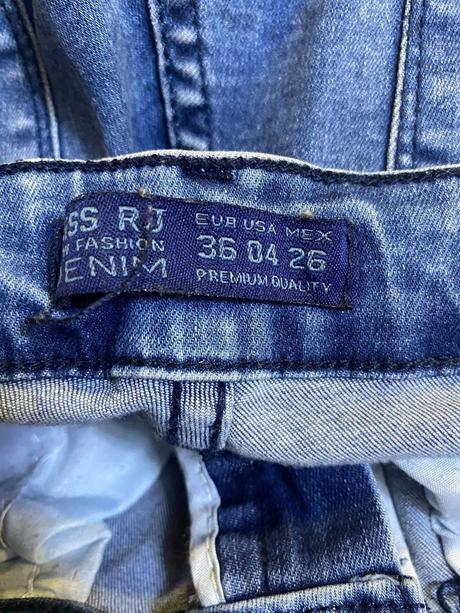 SS RJ
FASHION
ENIM
EUR USA MEX
36 04 26
PREMIUM QUALITY